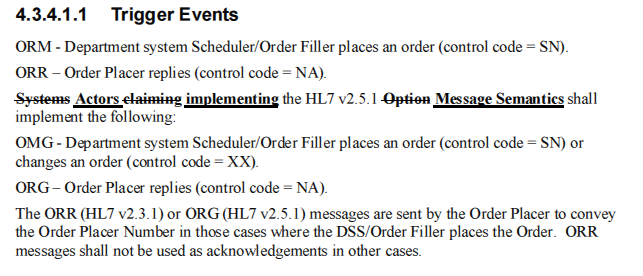 4.3.4.1.1 Trigger Events
ORM - Department system Scheduler/Order Filler places an order (control code = SN).
ORR – Order Placer replies (control code = NA).
Systems Actors claiming implementing the HL7 v2.5.1 Option Message Semantics shall
implement the following:
OMG - Department system Scheduler/Order Filler places an order (control code = SN) or
changes an order (control code = XX).
ORG – Order Placer replies (control code = NA).
The ORR (HL7 v2.3.1) or ORG (HL7 v2.5.1) messages are sent by the Order Placer to convey
the Order Placer Number in those cases where the DSS/Order Filler places the Order. ORR
messages shall not be used as acknowledgements in other cases.